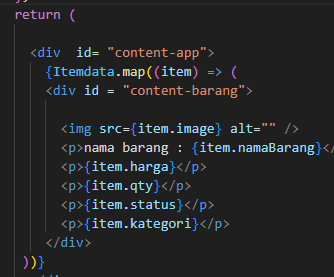 return (
<div  id= "content-app">
{Itemdata.map((item) => (
<div id = "content-barang">
<img src={item.image} alt="" />
<p>nama barang : {item.namaBarang}</
<p>{item.harga}</p>
<p>{item.qty}</p>
<p>{item.status}</p>
<p>{item.kategori}</p>
</div>
))}